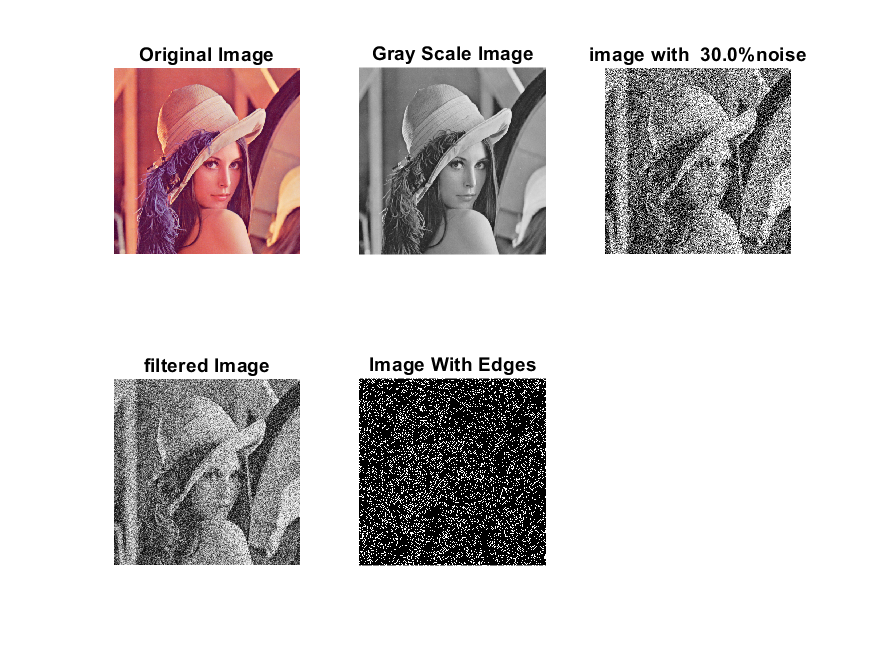 Original Image
Gray Scale Image
image with  30.0%noise
filtered Image
Image With Edges